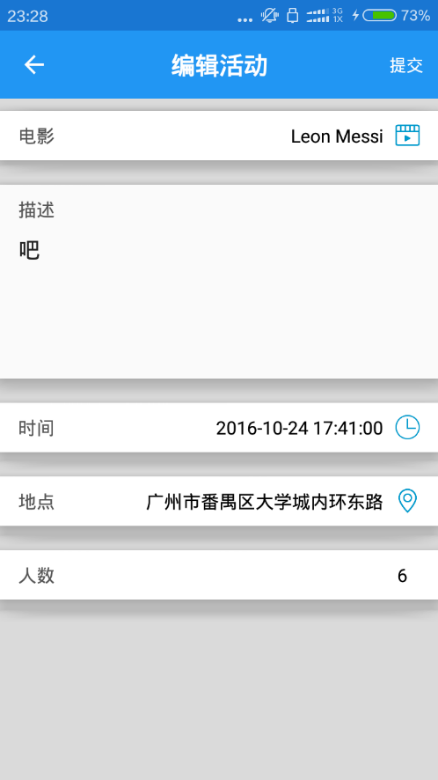 23:28 ... 3G 1X 73%
编辑活动 提交
电影 Leon Messi
描述
吧
时间 2016-10-24 17:41:00
地点 广州市番禺区大学城内环东路
人数 6